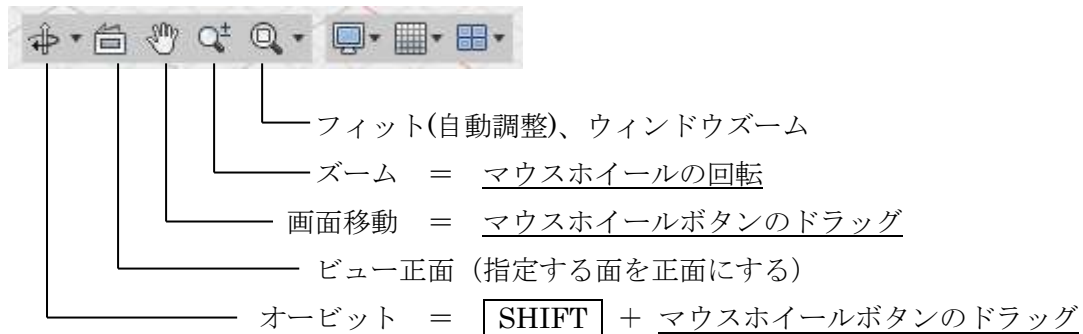 フィット(自動調整)、ウィンドウズーム
ズーム ＝ マウスホイールの回転
画面移動 ＝ マウスホイールボタンのドラッグ
ビュー正面（指定する面を正面にする）
オービット ＝ SHIFT ＋ マウスホイールボタンのドラッグ